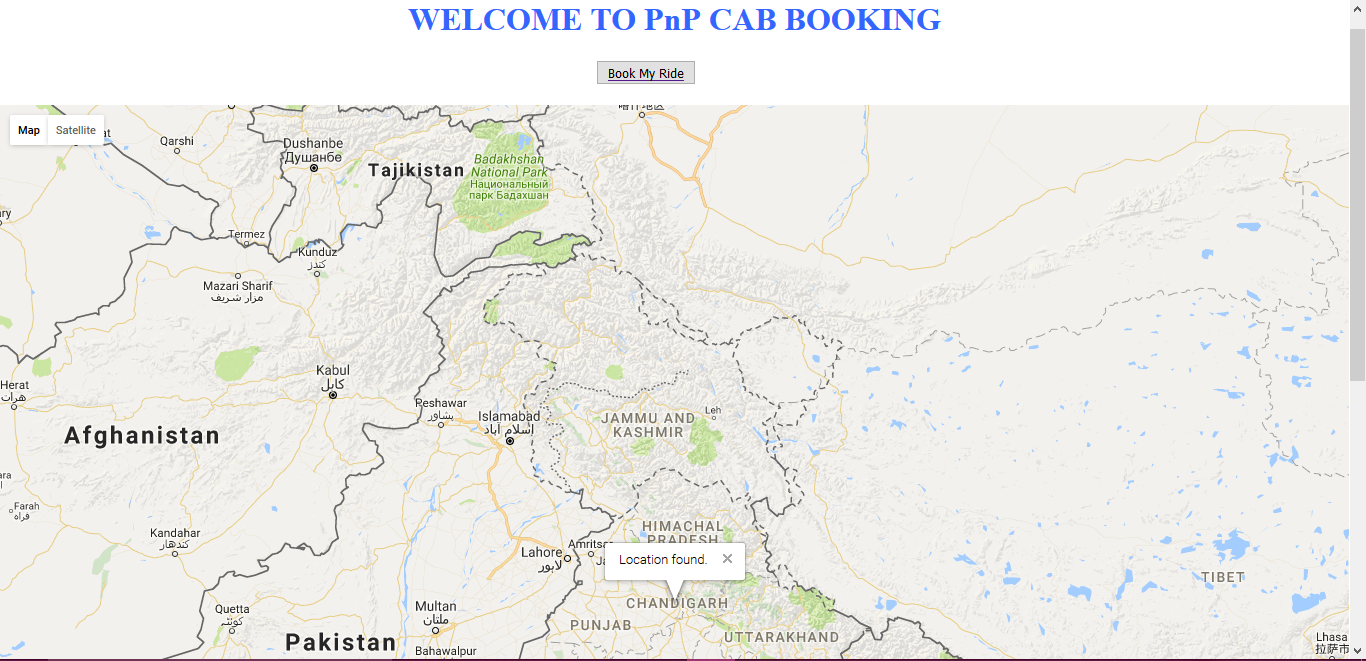 WELCOME TO PnP CAB BOOKING
Book My Ride
Map
Satellite
Qarshi
Dushanbe
Душанбе
Tajikistan
Badakhshan
National Park
Национальный
парк Бадахшан
Termez
Kunduz
کندز
Mazari Sharif
مزار شریف
Herat
هرات
Kabul
کابل
Peshawar
پشاور
Islamabad
اسلام آباد
JAMMU AND
KASHMIR
Leh
Afghanistan
Farah
فراه
Kandahar
کندهار
HIMACHAL
PRADESH
Lahore
لاہور
Location found.
TIBET
CHANDIGARH
PUNJAB
UTTARAKHAND
Quetta
کوئٹہ
Multan
ملتان
Pakistan
Bahawalpur
Lhasa
拉萨市